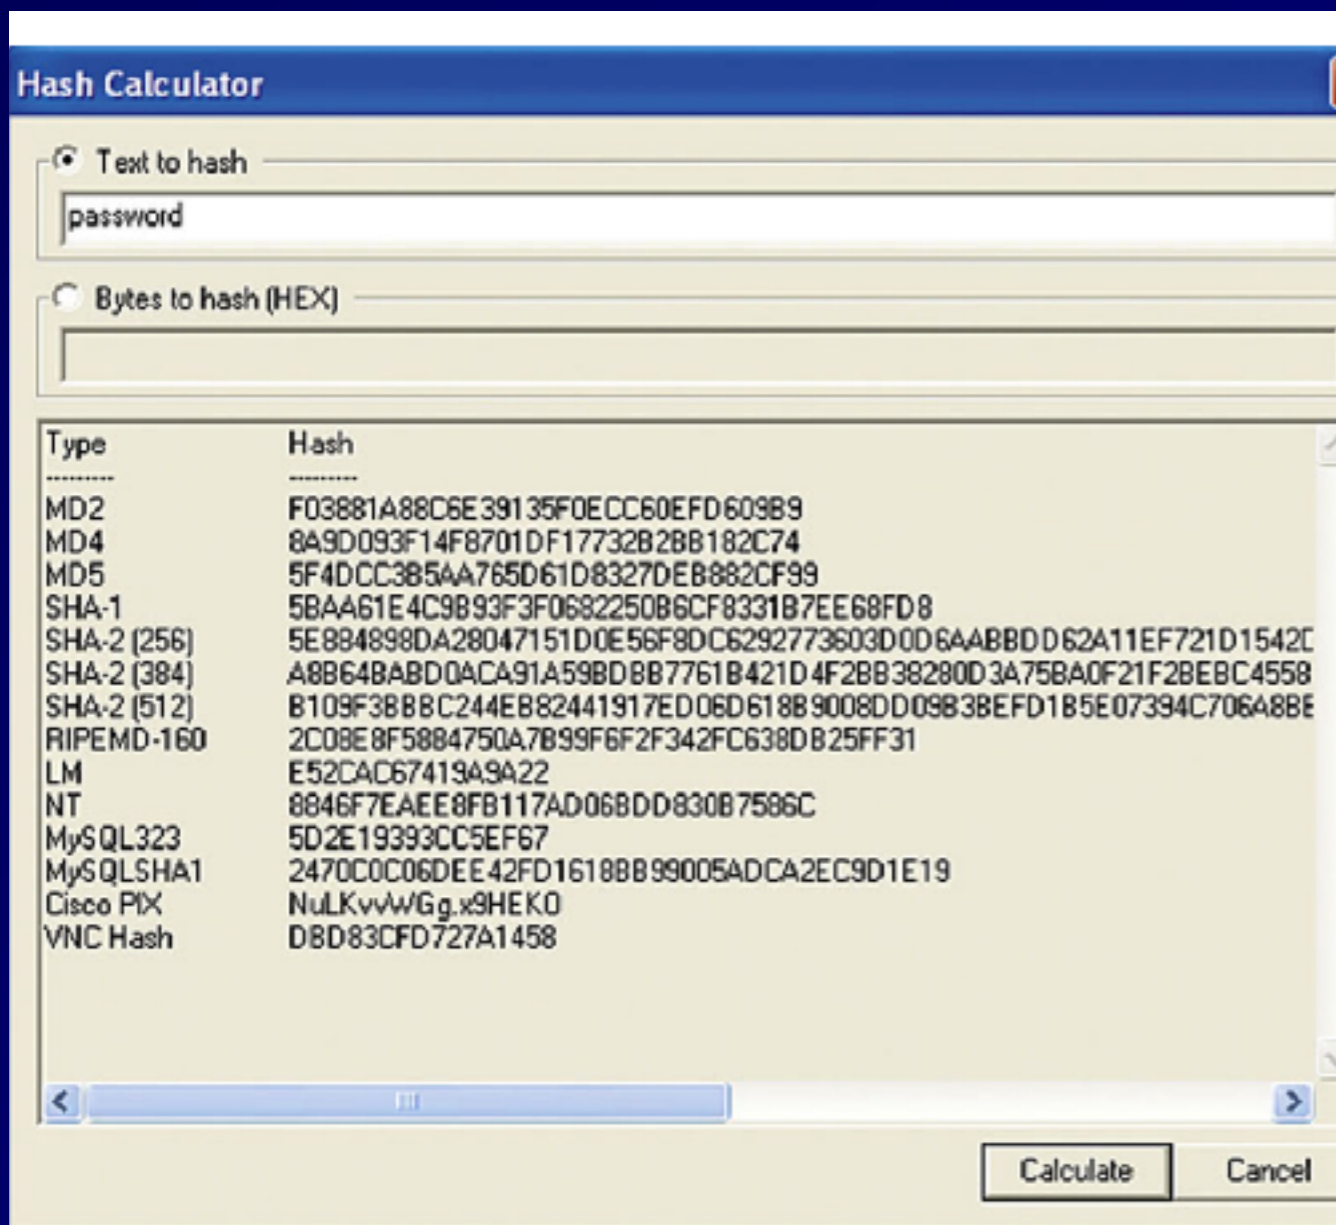 Hash Calculator
Text to hash
password
Bytes to hash (HEX)
Type Hash
--------- ---------
MD2 F03881A88C6E39135F0ECC60EFD609B9
MD4 8A9D093F14F8701DF17732B2BB182C74
MD5 5F4DCC3B5AA765D61D8327DEB882CF99
SHA-1 5BAA61E4C9B93F3F0682250B6CF8331B7EE68FD8
SHA-2 (256) 5E884898DA28047151D0E56F8DC6292773603D0D6AABBDD62A11EF721D1542D
SHA-2 (384) A8B64BABD0ACA91A59BDBB7761B421D4F2BB38280D3A75BA0F21F2BEBC4558
SHA-2 (512) B109F3BBBC244EB82441917ED06D618B9008DD09B3BEFD1B5E07394C706A8BB
RIPEMD-160 2C08E8F5884750A7B99F6F2F342FC638DB25FF31
LM E52CAC67419A9A22
NT 8846F7EAEE8FB117AD06BDD830B7586C
MySQL323 5D2E19393CC5EF67
MySQLSHA1 2470C0C06DEE42FD1618BB99005ADCA2EC9D1E19
Cisco PIX NuLKvvWGg.x9HEKO
VNC Hash DBD83CFD727A1458
Calculate Cancel